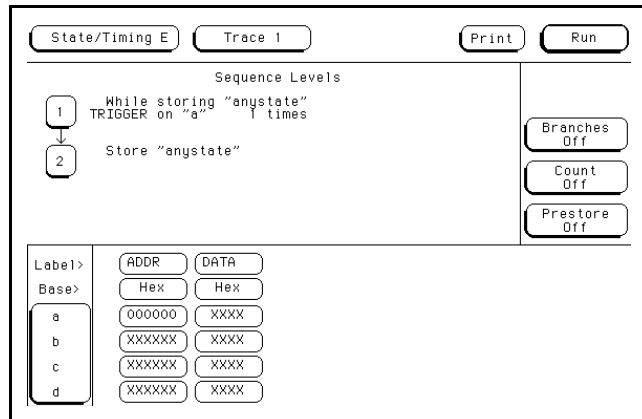 State/Timing E Trace 1 Print Run
Sequence Levels
1 While storing "anystate"
TRIGGER on "a" 1 times
2 Store "anystate"
Branches
Off
Count
Off
Prestore
Off
Label> ADDR DATA
Base> Hex Hex
a 000000 XXXX
b XXXXXX XXXX
c XXXXXX XXXX
d XXXXXX XXXX